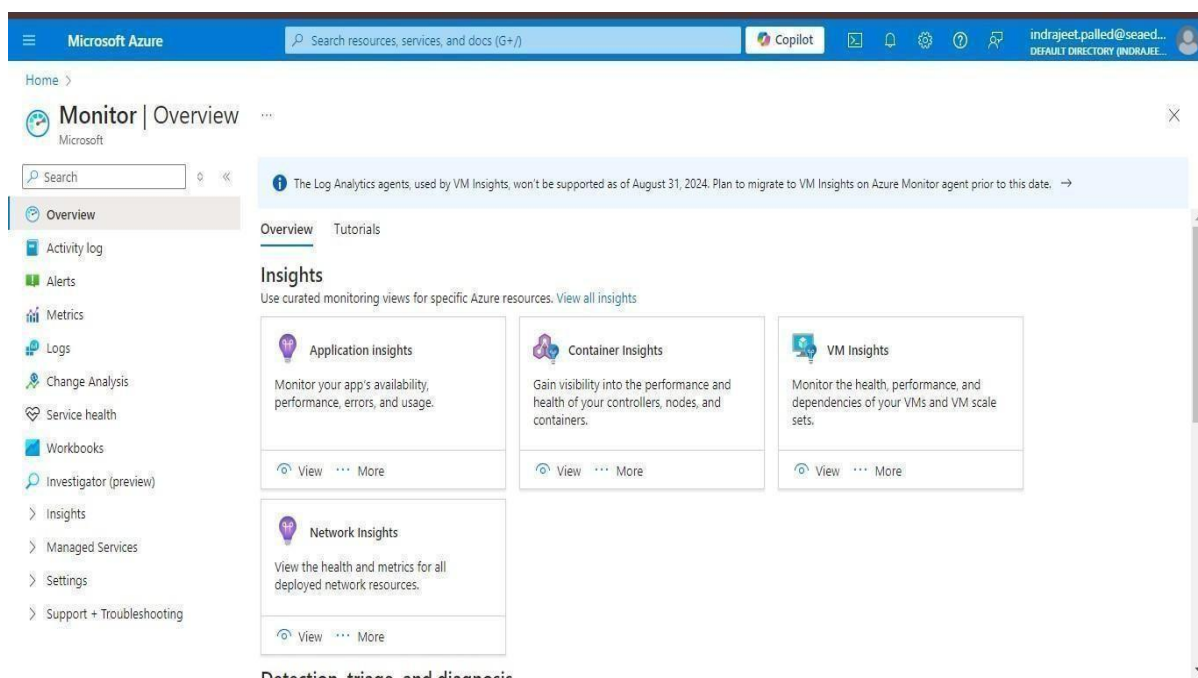 Microsoft Azure
Search resources, services, and docs (G+/)
Copilot
indrajeet.palled@seaed...
DEFAULT DIRECTORY (INDRAJEE...
Home >
Monitor | Overview ...
Microsoft
Search
The Log Analytics agents, used by VM Insights, won't be supported as of August 31, 2024. Plan to migrate to VM Insights on Azure Monitor agent prior to this date. →
Overview
Activity log
Alerts
Metrics
Logs
Change Analysis
Service health
Workbooks
Investigator (preview)
Insights
Managed Services
Settings
Support + Troubleshooting
Overview Tutorials
Insights
Use curated monitoring views for specific Azure resources. View all insights
Application insights
Monitor your app's availability,
performance, errors, and usage.
View ··· More
Container Insights
Gain visibility into the performance and
health of your controllers, nodes, and
containers.
View ··· More
VM Insights
Monitor the health, performance, and
dependencies of your VMs and VM scale
sets.
View ··· More
Network Insights
View the health and metrics for all
deployed network resources.
View ··· More
Detection, triage, and diagnosis